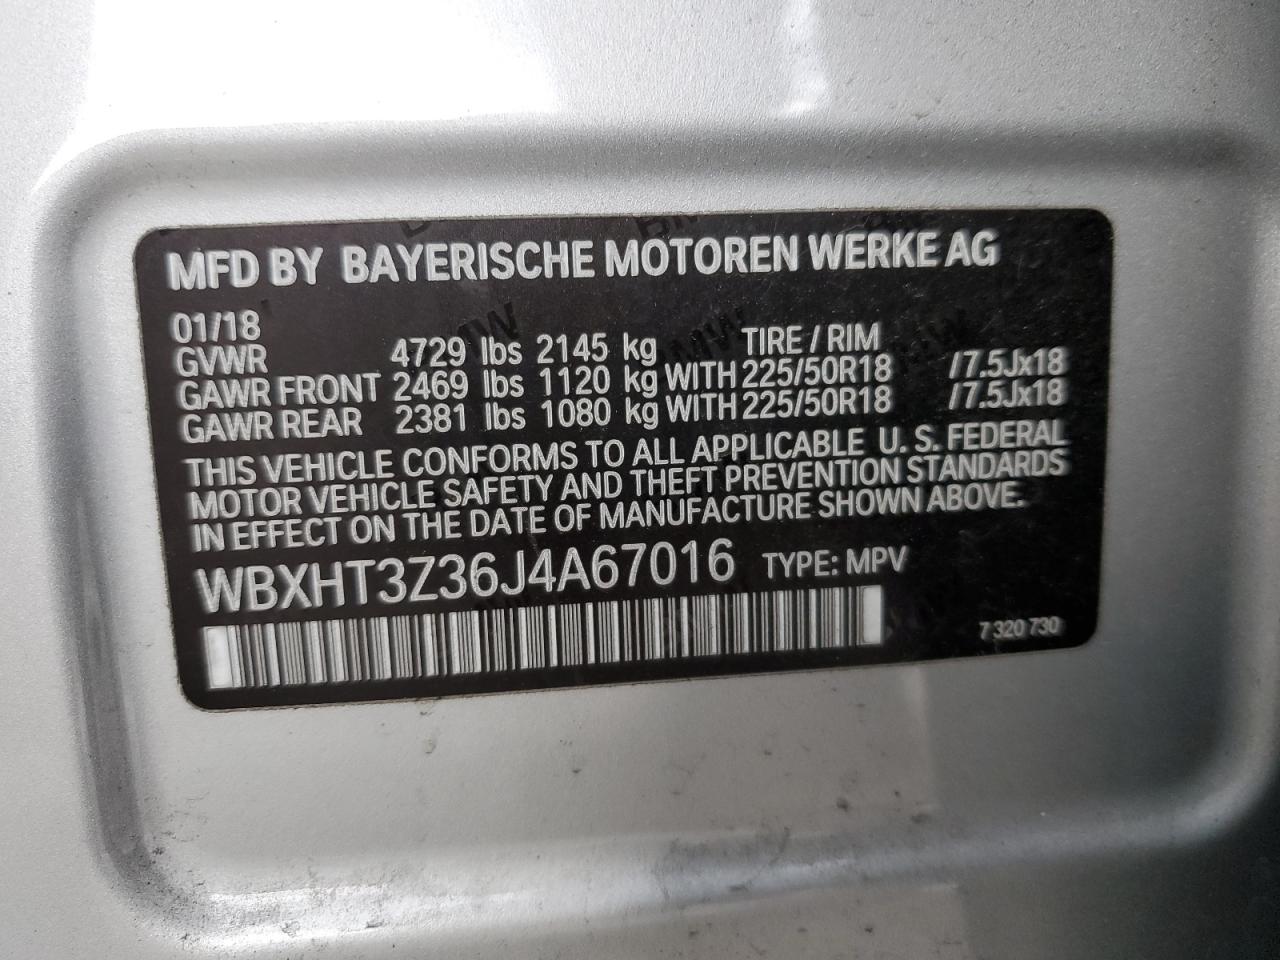 MFD BY BAYERISCHE MOTOREN WERKE AG
01/18
GVWR 4729 lbs 2145 kg TIRE / RIM
GAWR FRONT 2469 lbs 1120 kg WITH 225/50R18 /7.5Jx18
GAWR REAR 2381 lbs 1080 kg WITH 225/50R18 /7.5Jx18
THIS VEHICLE CONFORMS TO ALL APPLICABLE U. S. FEDERAL
MOTOR VEHICLE SAFETY AND THEFT PREVENTION STANDARDS
IN EFFECT ON THE DATE OF MANUFACTURE SHOWN ABOVE.
WBXHT3Z36J4A67016 TYPE: MPV
7 320 730